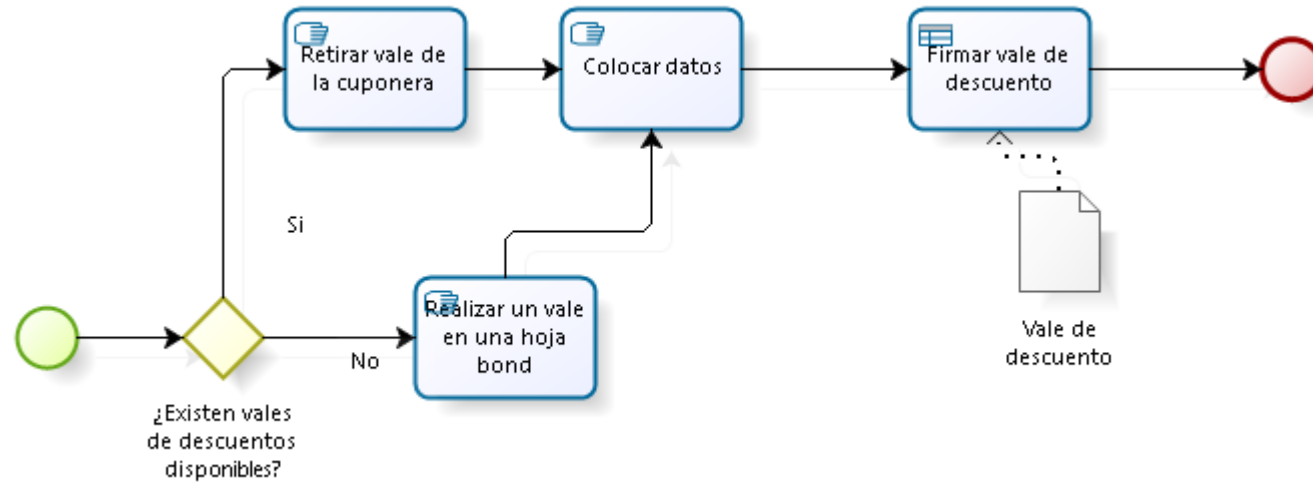 Retirar vale de
la cuponera
Colocar datos
Firmar vale de
descuento
Si
Realizar un vale
en una hoja
bond
No
Vale de
descuento
¿Existen vales
de descuentos
disponibles?